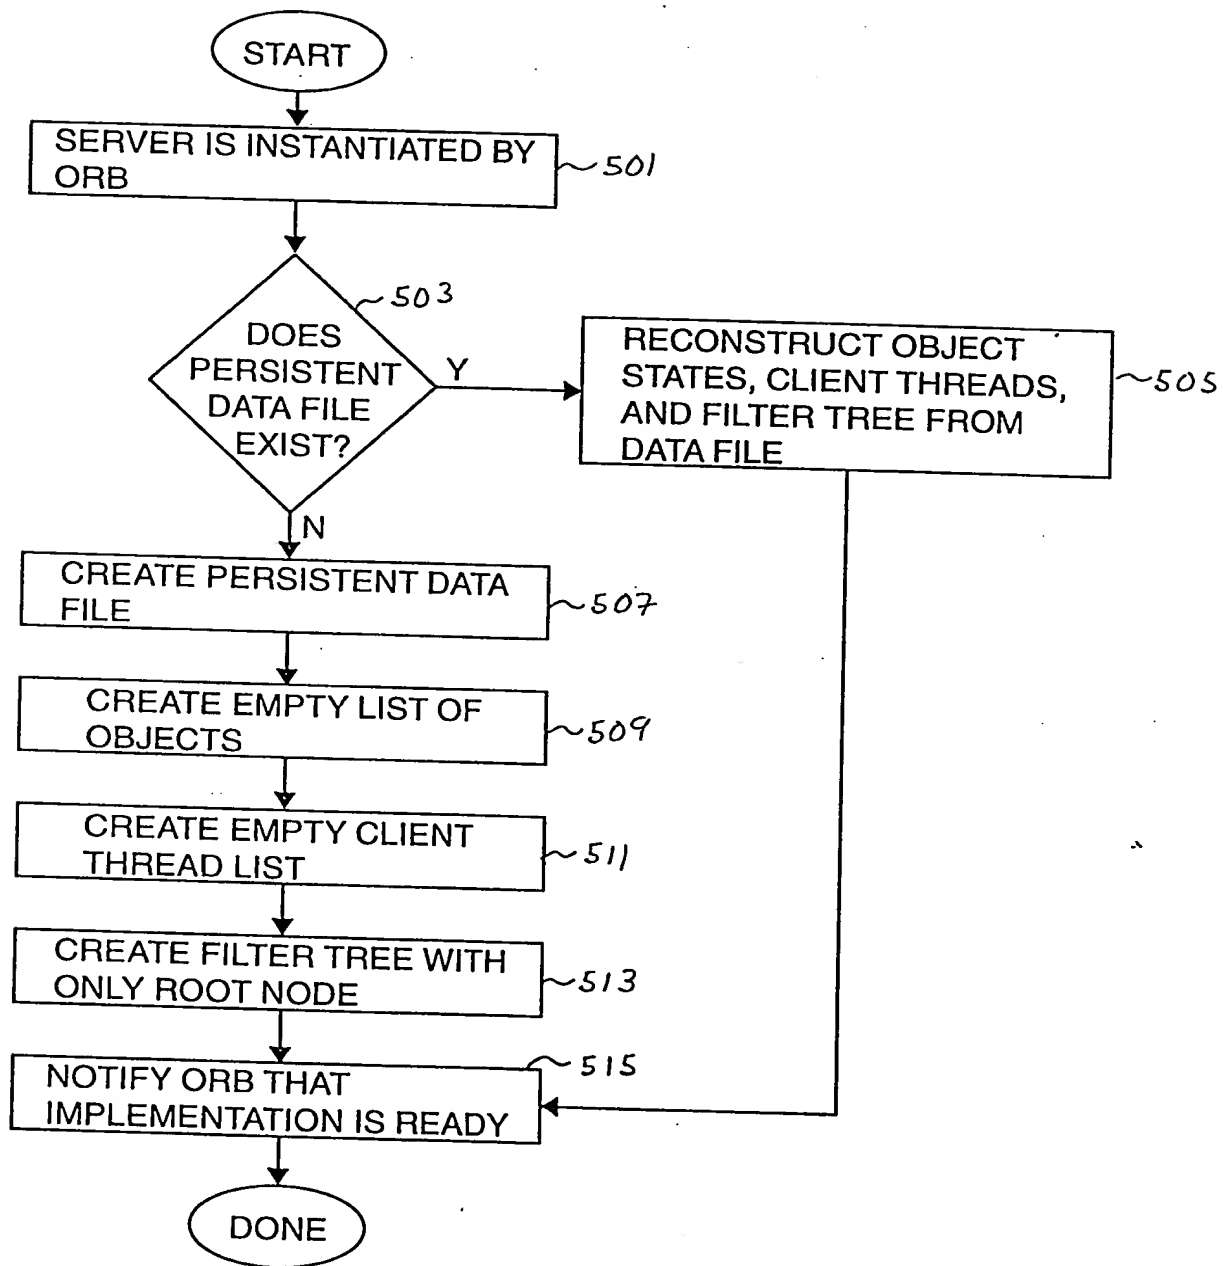 START
SERVER IS INSTANTIATED BY
ORB
501
503
DOES
PERSISTENT
DATA FILE
EXIST?
Y
N
RECONSTRUCT OBJECT
STATES, CLIENT THREADS,
AND FILTER TREE FROM
DATA FILE
505
CREATE PERSISTENT DATA
FILE
507
CREATE EMPTY LIST OF
OBJECTS
509
CREATE EMPTY CLIENT
THREAD LIST
511
CREATE FILTER TREE WITH
ONLY ROOT NODE
513
515
NOTIFY ORB THAT
IMPLEMENTATION IS READY
DONE